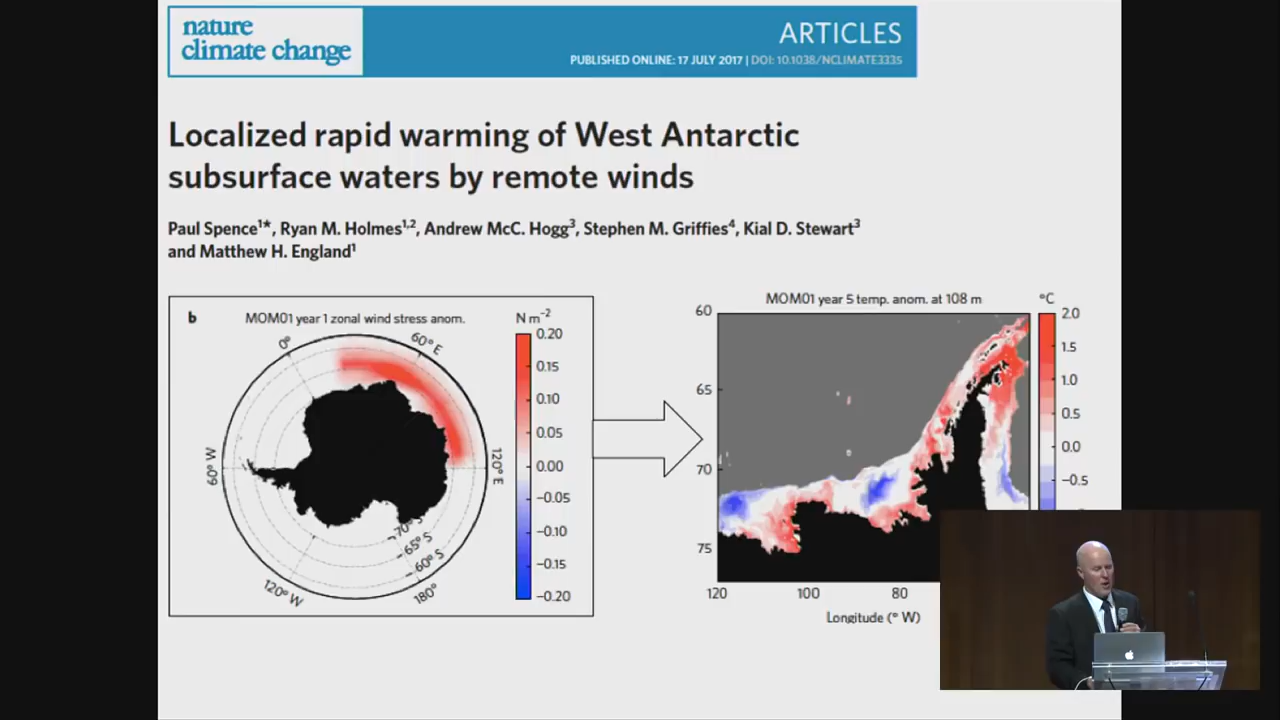 nature
climate change
ARTICLES
PUBLISHED ONLINE: 17 JULY 2017 | DOI: 10.1038/NCLIMATE3335
Localized rapid warming of West Antarctic
subsurface waters by remote winds
Paul Spence1*, Ryan M. Holmes1,2, Andrew McC. Hogg3, Stephen M. Griffies4, Kial D. Stewart3
and Matthew H. England1
b MOM01 year 1 zonal wind stress anom.
N m−2
0.20
0.15
0.10
0.05
0.00
−0.05
−0.10
−0.15
−0.20
0°
60° E
120° E
180°
120° W
60° W
70° S
65° S
60° S
MOM01 year 5 temp. anom. at 108 m
°C
2.0
1.5
1.0
0.5
0.0
−0.5
60
65
70
75
120 100 80
Longitude (° W)